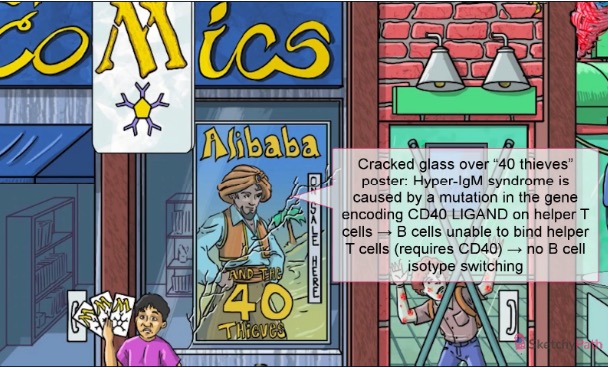 CoMics
Alibaba
ON SALE HERE
AND THE
40
THIEVES
Cracked glass over “40 thieves”
poster: Hyper-IgM syndrome is
caused by a mutation in the gene
encoding CD40 LIGAND on helper T
cells → B cells unable to bind helper
T cells (requires CD40) → no B cell
isotype switching
M M M
SketchyPath